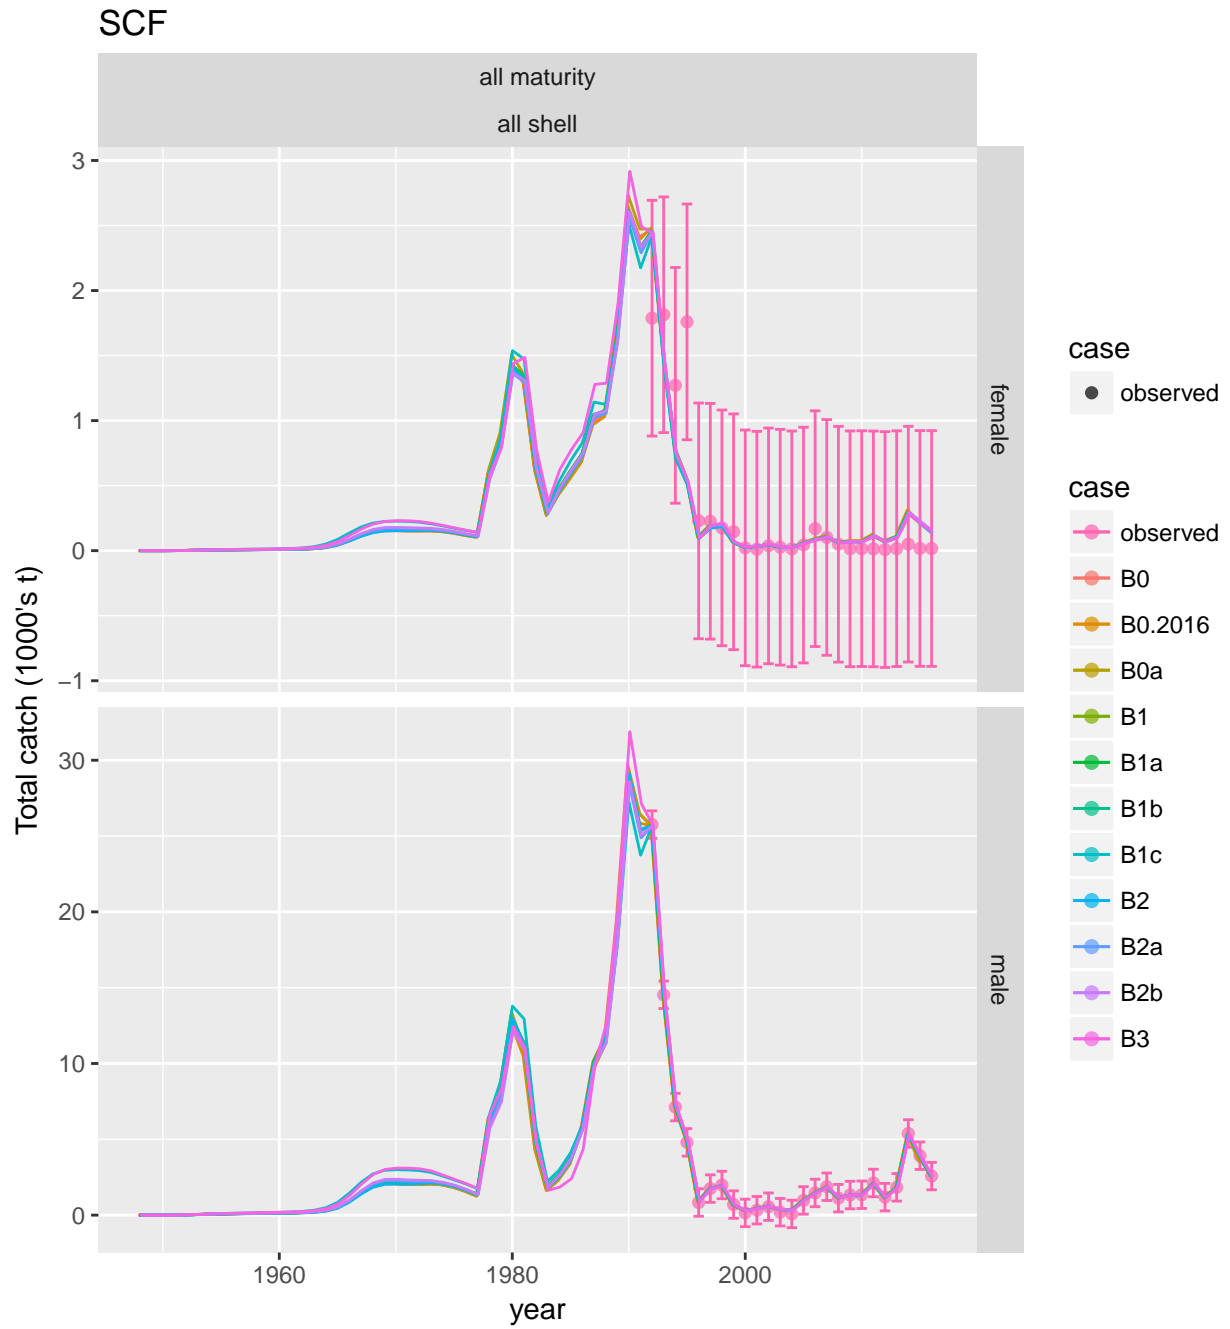 SCF
all maturity
all shell
3
2
1
0
−1
female
30
20
10
0
male
1960
1980
2000
year
Total catch (1000's t)
case
observed
case
observed
B0
B0.2016
B0a
B1
B1a
B1b
B1c
B2
B2a
B2b
B3